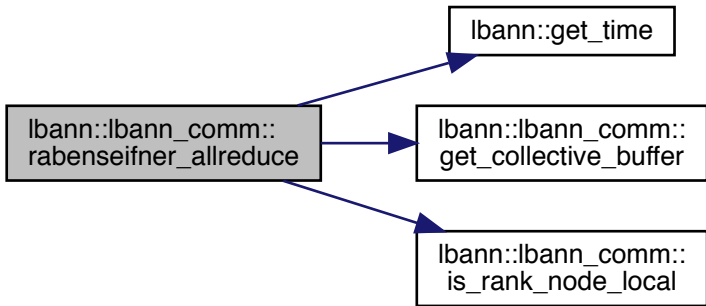 lbann::get_time
lbann::lbann_comm::
rabenseifner_allreduce
lbann::lbann_comm::
get_collective_buffer
lbann::lbann_comm::
is_rank_node_local